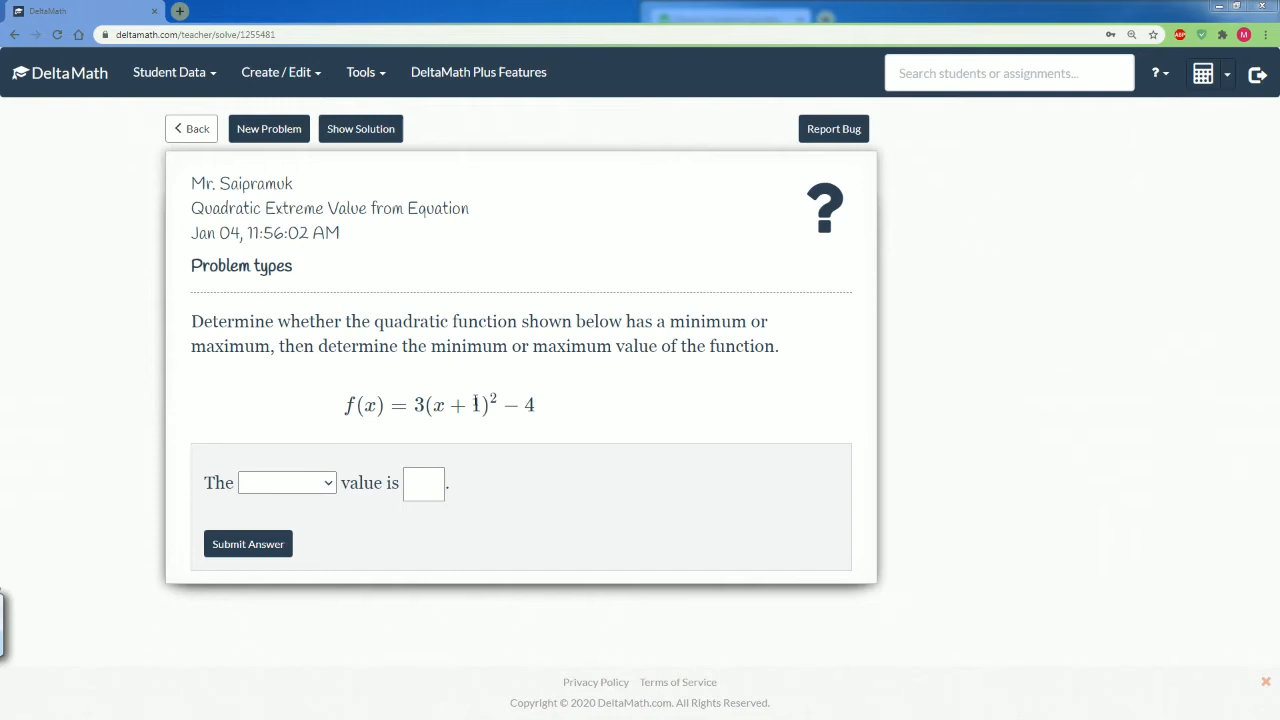 DeltaMath
deltamath.com/teacher/solve/1255481
ABP
M
DeltaMath Student Data Create / Edit Tools DeltaMath Plus Features Search students or assignments... ?
Back New Problem Show Solution Report Bug
Mr. Saipramuk
Quadratic Extreme Value from Equation
Jan 04, 11:56:02 AM
?
Problem types
Determine whether the quadratic function shown below has a minimum or
maximum, then determine the minimum or maximum value of the function.
f(x) = 3(x + 1)² − 4
The value is .
Submit Answer
Privacy Policy Terms of Service
Copyright © 2020 DeltaMath.com. All Rights Reserved.